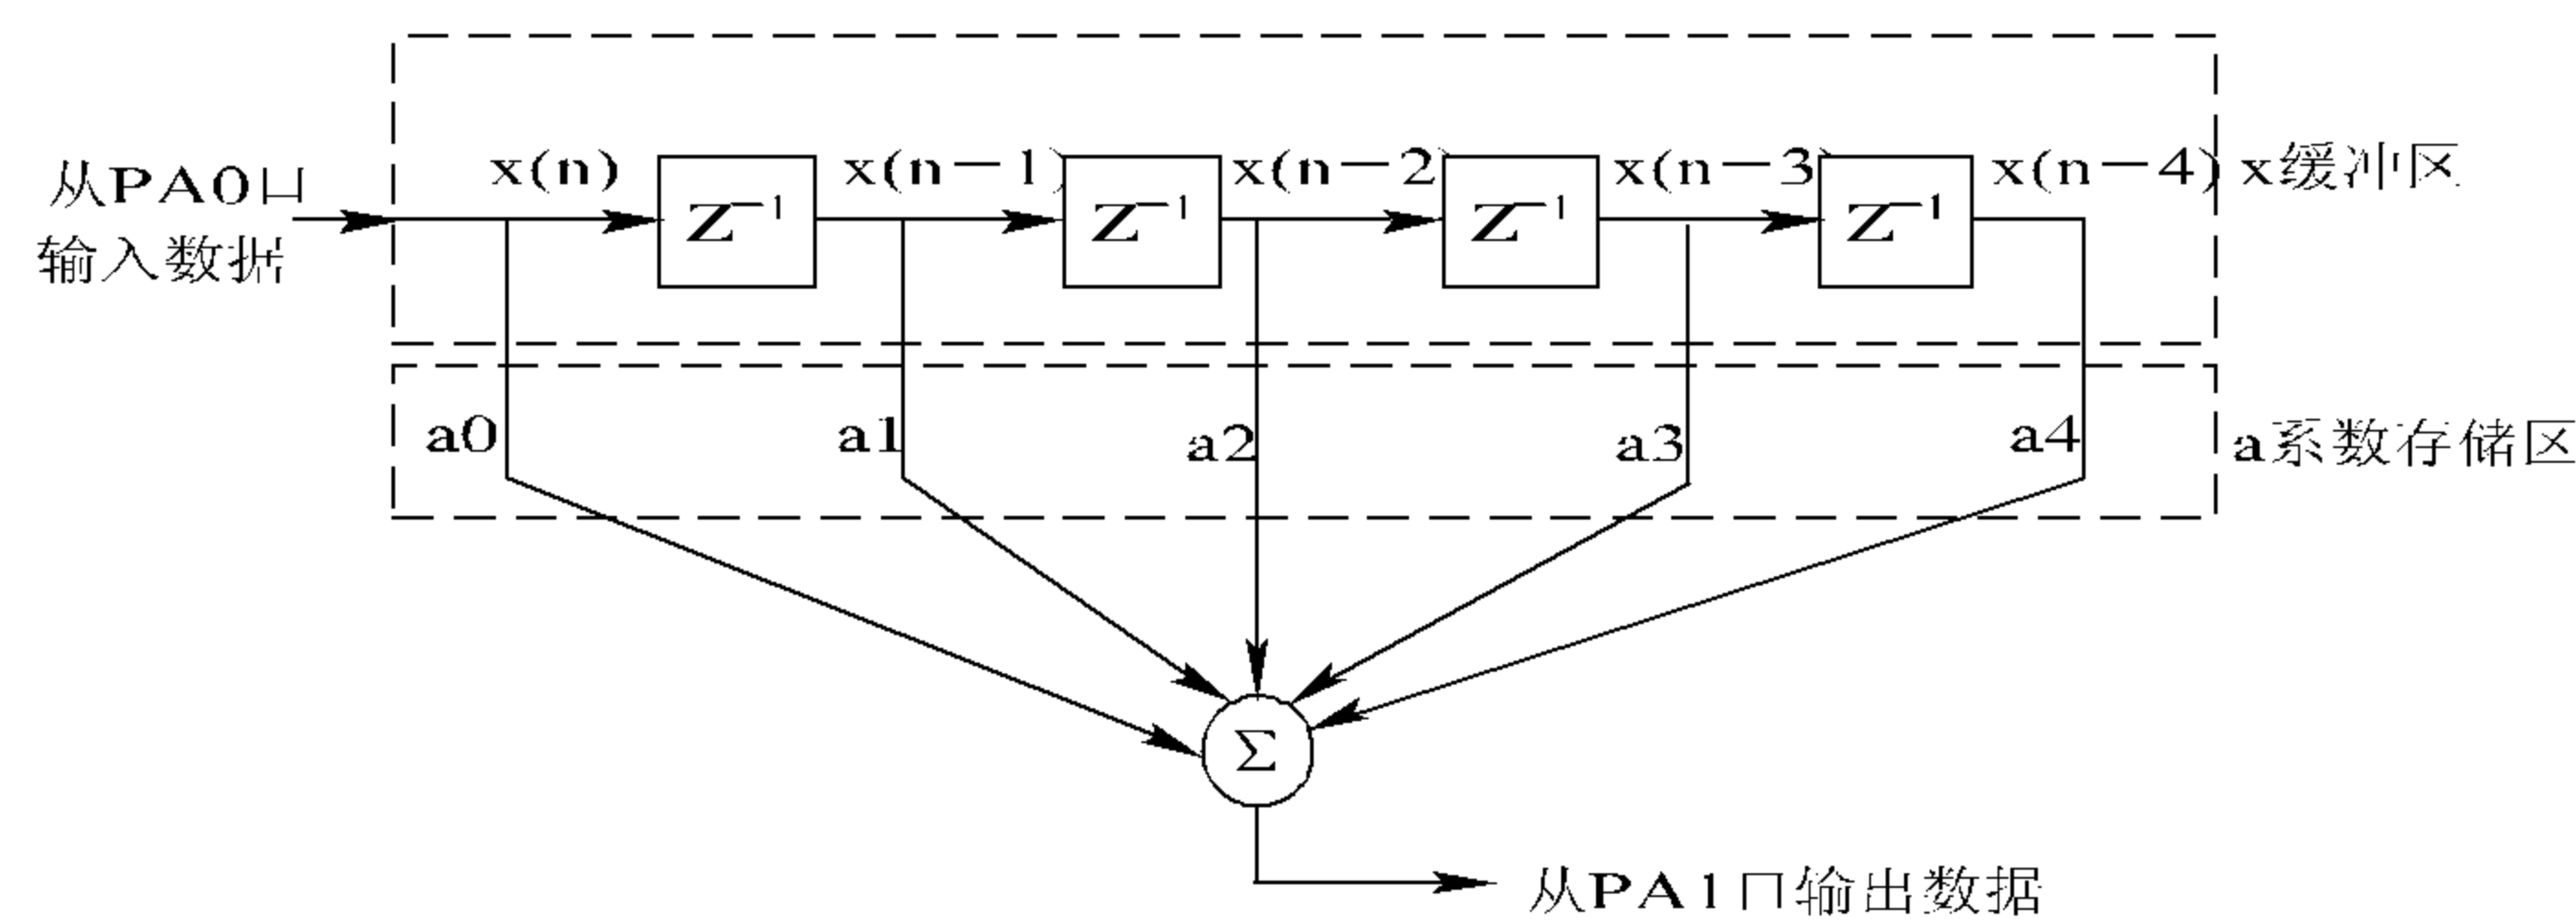 从PA0口
输入数据
x(n)
Z⁻¹
x(n－1)
Z⁻¹
x(n－2)
Z⁻¹
x(n－3)
Z⁻¹
x(n－4)
x缓冲区
a0
a1
a2
a3
a4
a系数存储区
Σ
从PA1口输出数据